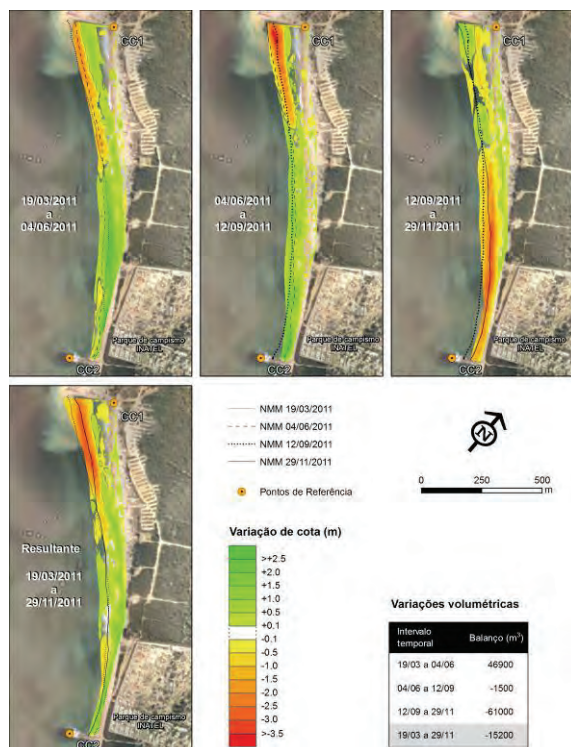 CC1
19/03/2011
a
04/06/2011
Parque de campismo
INATEL
CC2
CC1
04/06/2011
a
12/09/2011
Parque de campismo
INATEL
CC2
CC1
12/09/2011
a
29/11/2011
Parque de campismo
INATEL
CC2
CC1
Resultante
19/03/2011
a
29/11/2011
Parque de campismo
INATEL
CC2
NMM 19/03/2011
NMM 04/06/2011
NMM 12/09/2011
NMM 29/11/2011
Pontos de Referência
N
0 250 500
m
Variação de cota (m)
>+2.5
+2.0
+1.5
+1.0
+0.5
+0.1
-0.1
-0.5
-1.0
-1.5
-2.0
-2.5
-3.0
>-3.5
Variações volumétricas
Intervalo temporal Balanço (m³)
19/03 a 04/06 46900
04/06 a 12/09 -1500
12/09 a 29/11 -61000
19/03 a 29/11 -15200